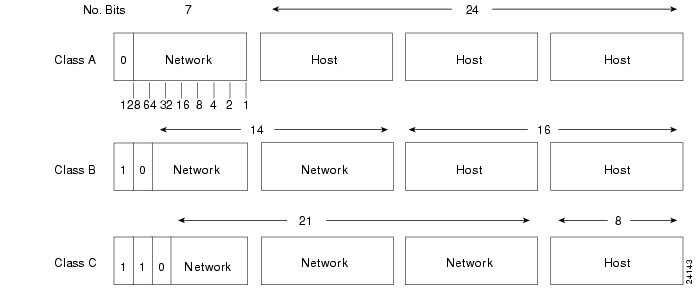 No. Bits 7 24
Class A 0 Network Host Host Host
128 64 32 16 8 4 2 1
14 16
Class B 1 0 Network Network Host Host
21 8
Class C 1 1 0 Network Network Network Host
24143